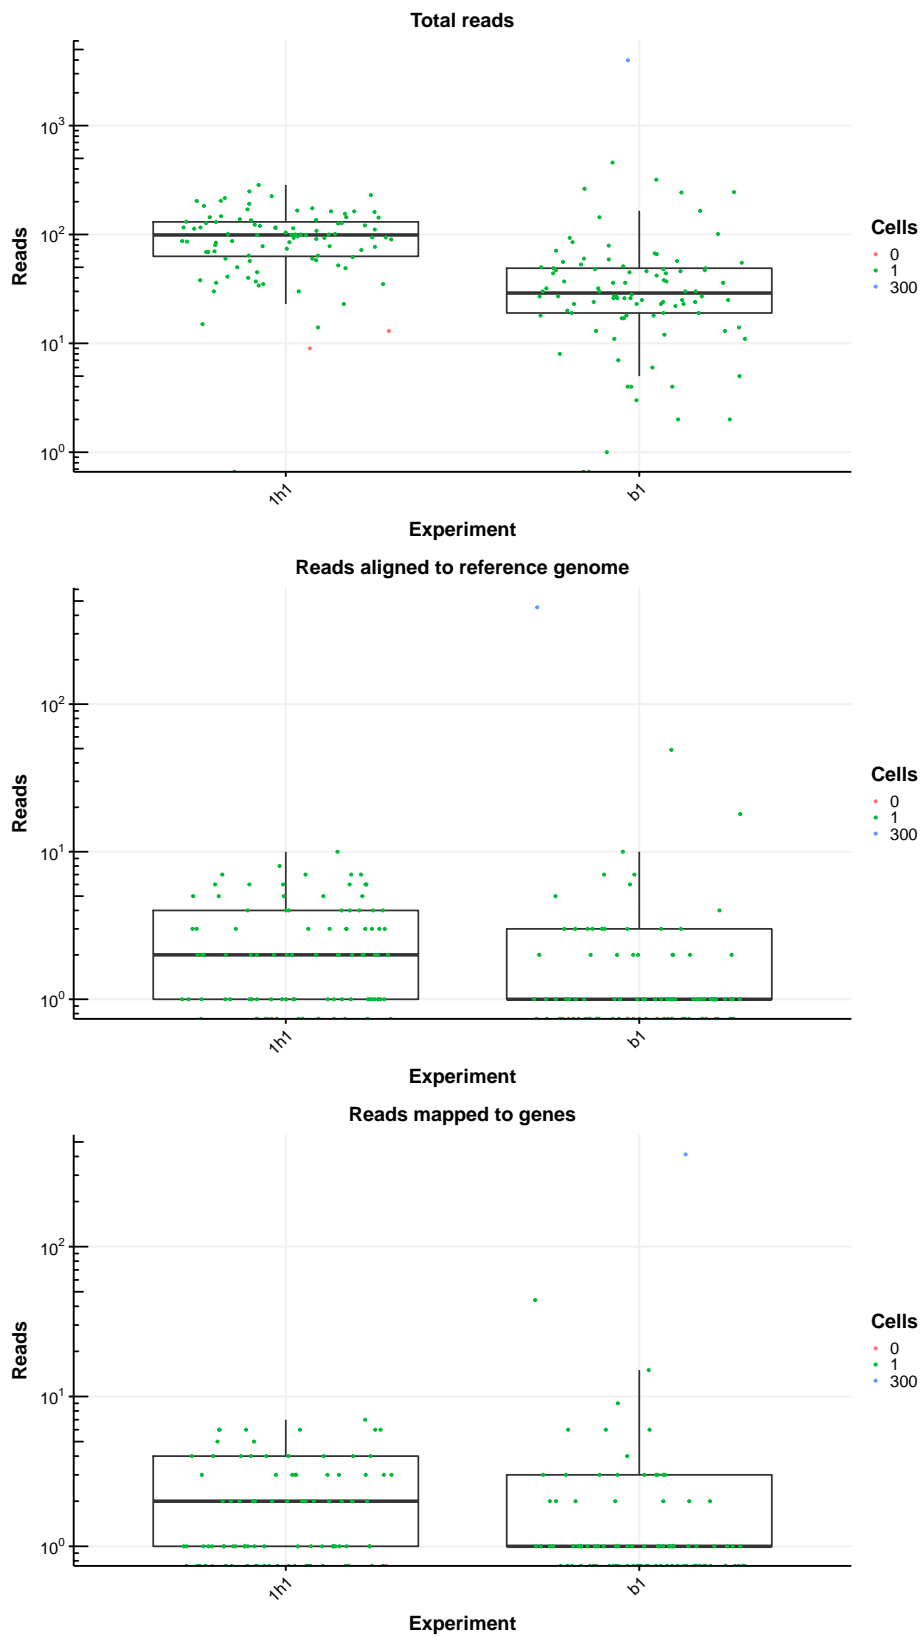 Total reads
Reads
10³
10²
10¹
10⁰
1h1
b1
Experiment
Cells
0
1
300
Reads aligned to reference genome
Reads
10²
10¹
10⁰
1h1
b1
Experiment
Cells
0
1
300
Reads mapped to genes
Reads
10²
10¹
10⁰
1h1
b1
Experiment
Cells
0
1
300